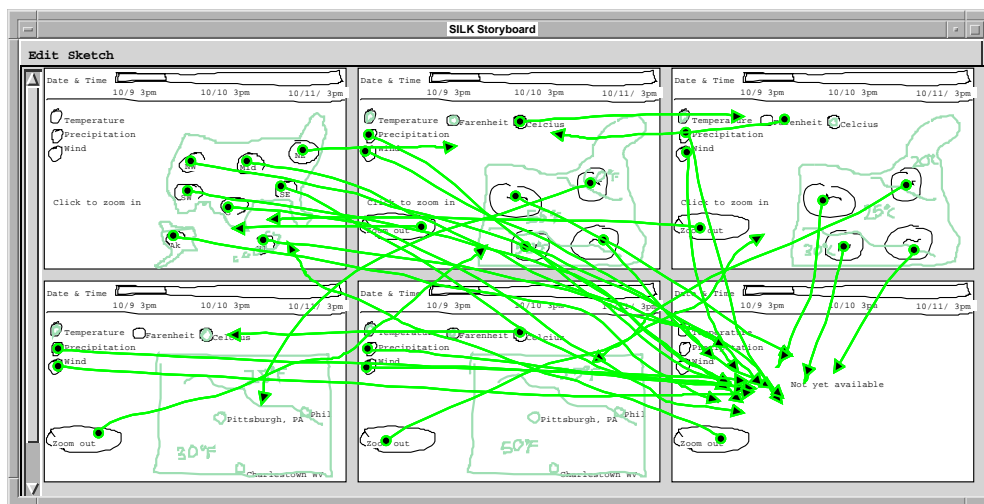 SILK Storyboard
Edit Sketch
Date & Time
10/9 3pm 10/10 3pm 10/11/ 3pm
Temperature
Precipitation
Wind
NW Mid NE
SW S SE
Click to zoom in
Ak
Date & Time
10/9 3pm 10/10 3pm 10/11/ 3pm
Temperature Farenheit Celcius
Precipitation
Wind
Click to zoom in
Zoom out
Date & Time
10/9 3pm 10/10 3pm 10/11/ 3pm
Temperature Farenheit Celcius
Precipitation
Wind
20°C
Click to zoom in
25°C
Zoom out
30°C
Date & Time
10/9 3pm 10/10 3pm 10/11/ 3pm
Temperature Farenheit Celcius
Precipitation
Wind
Pittsburgh, PA Phil
Zoom out
30°F
Charlestown WV
Date & Time
10/9 3pm 10/10 3pm 10/11/ 3pm
Temperature Farenheit Celcius
Precipitation
Wind
Pittsburgh, PA Phil
Zoom out
50°F
Charlestown WV
Date & Time
10/9 3pm 10/10 3pm 10/11/ 3pm
Temperature
Precipitation
Wind
Not yet available
Zoom out